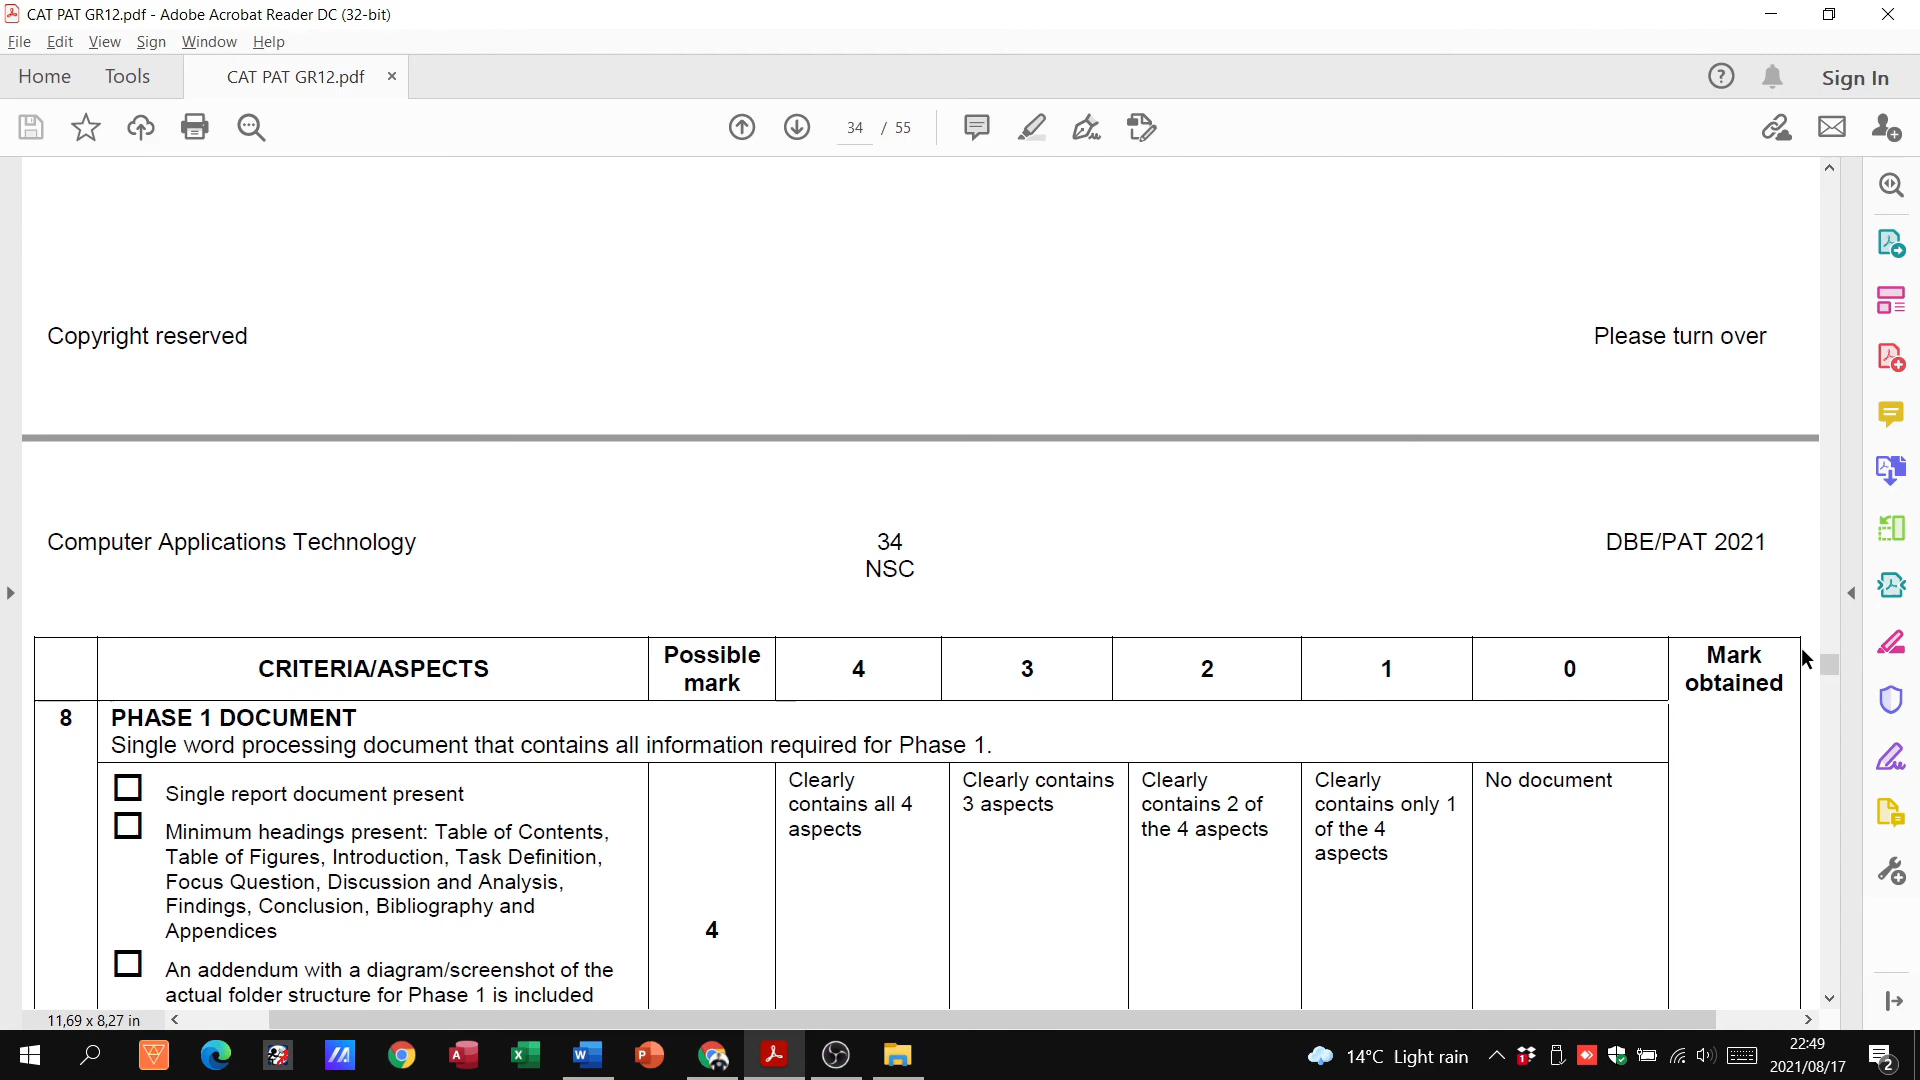 CAT PAT GR12.pdf - Adobe Acrobat Reader DC (32-bit)
File Edit View Sign Window Help
Home Tools CAT PAT GR12.pdf × Sign In
34 / 55
Copyright reserved Please turn over
Computer Applications Technology 34 DBE/PAT 2021
NSC
CRITERIA/ASPECTS Possible mark 4 3 2 1 0 Mark obtained
8 PHASE 1 DOCUMENT
Single word processing document that contains all information required for Phase 1.
Single report document present
Minimum headings present: Table of Contents,
Table of Figures, Introduction, Task Definition,
Focus Question, Discussion and Analysis,
Findings, Conclusion, Bibliography and
Appendices
An addendum with a diagram/screenshot of the
actual folder structure for Phase 1 is included
4
Clearly
contains all 4
aspects
Clearly contains
3 aspects
Clearly
contains 2 of
the 4 aspects
Clearly
contains only 1
of the 4
aspects
No document
11,69 x 8,27 in
14°C Light rain
22:49
2021/08/17
2